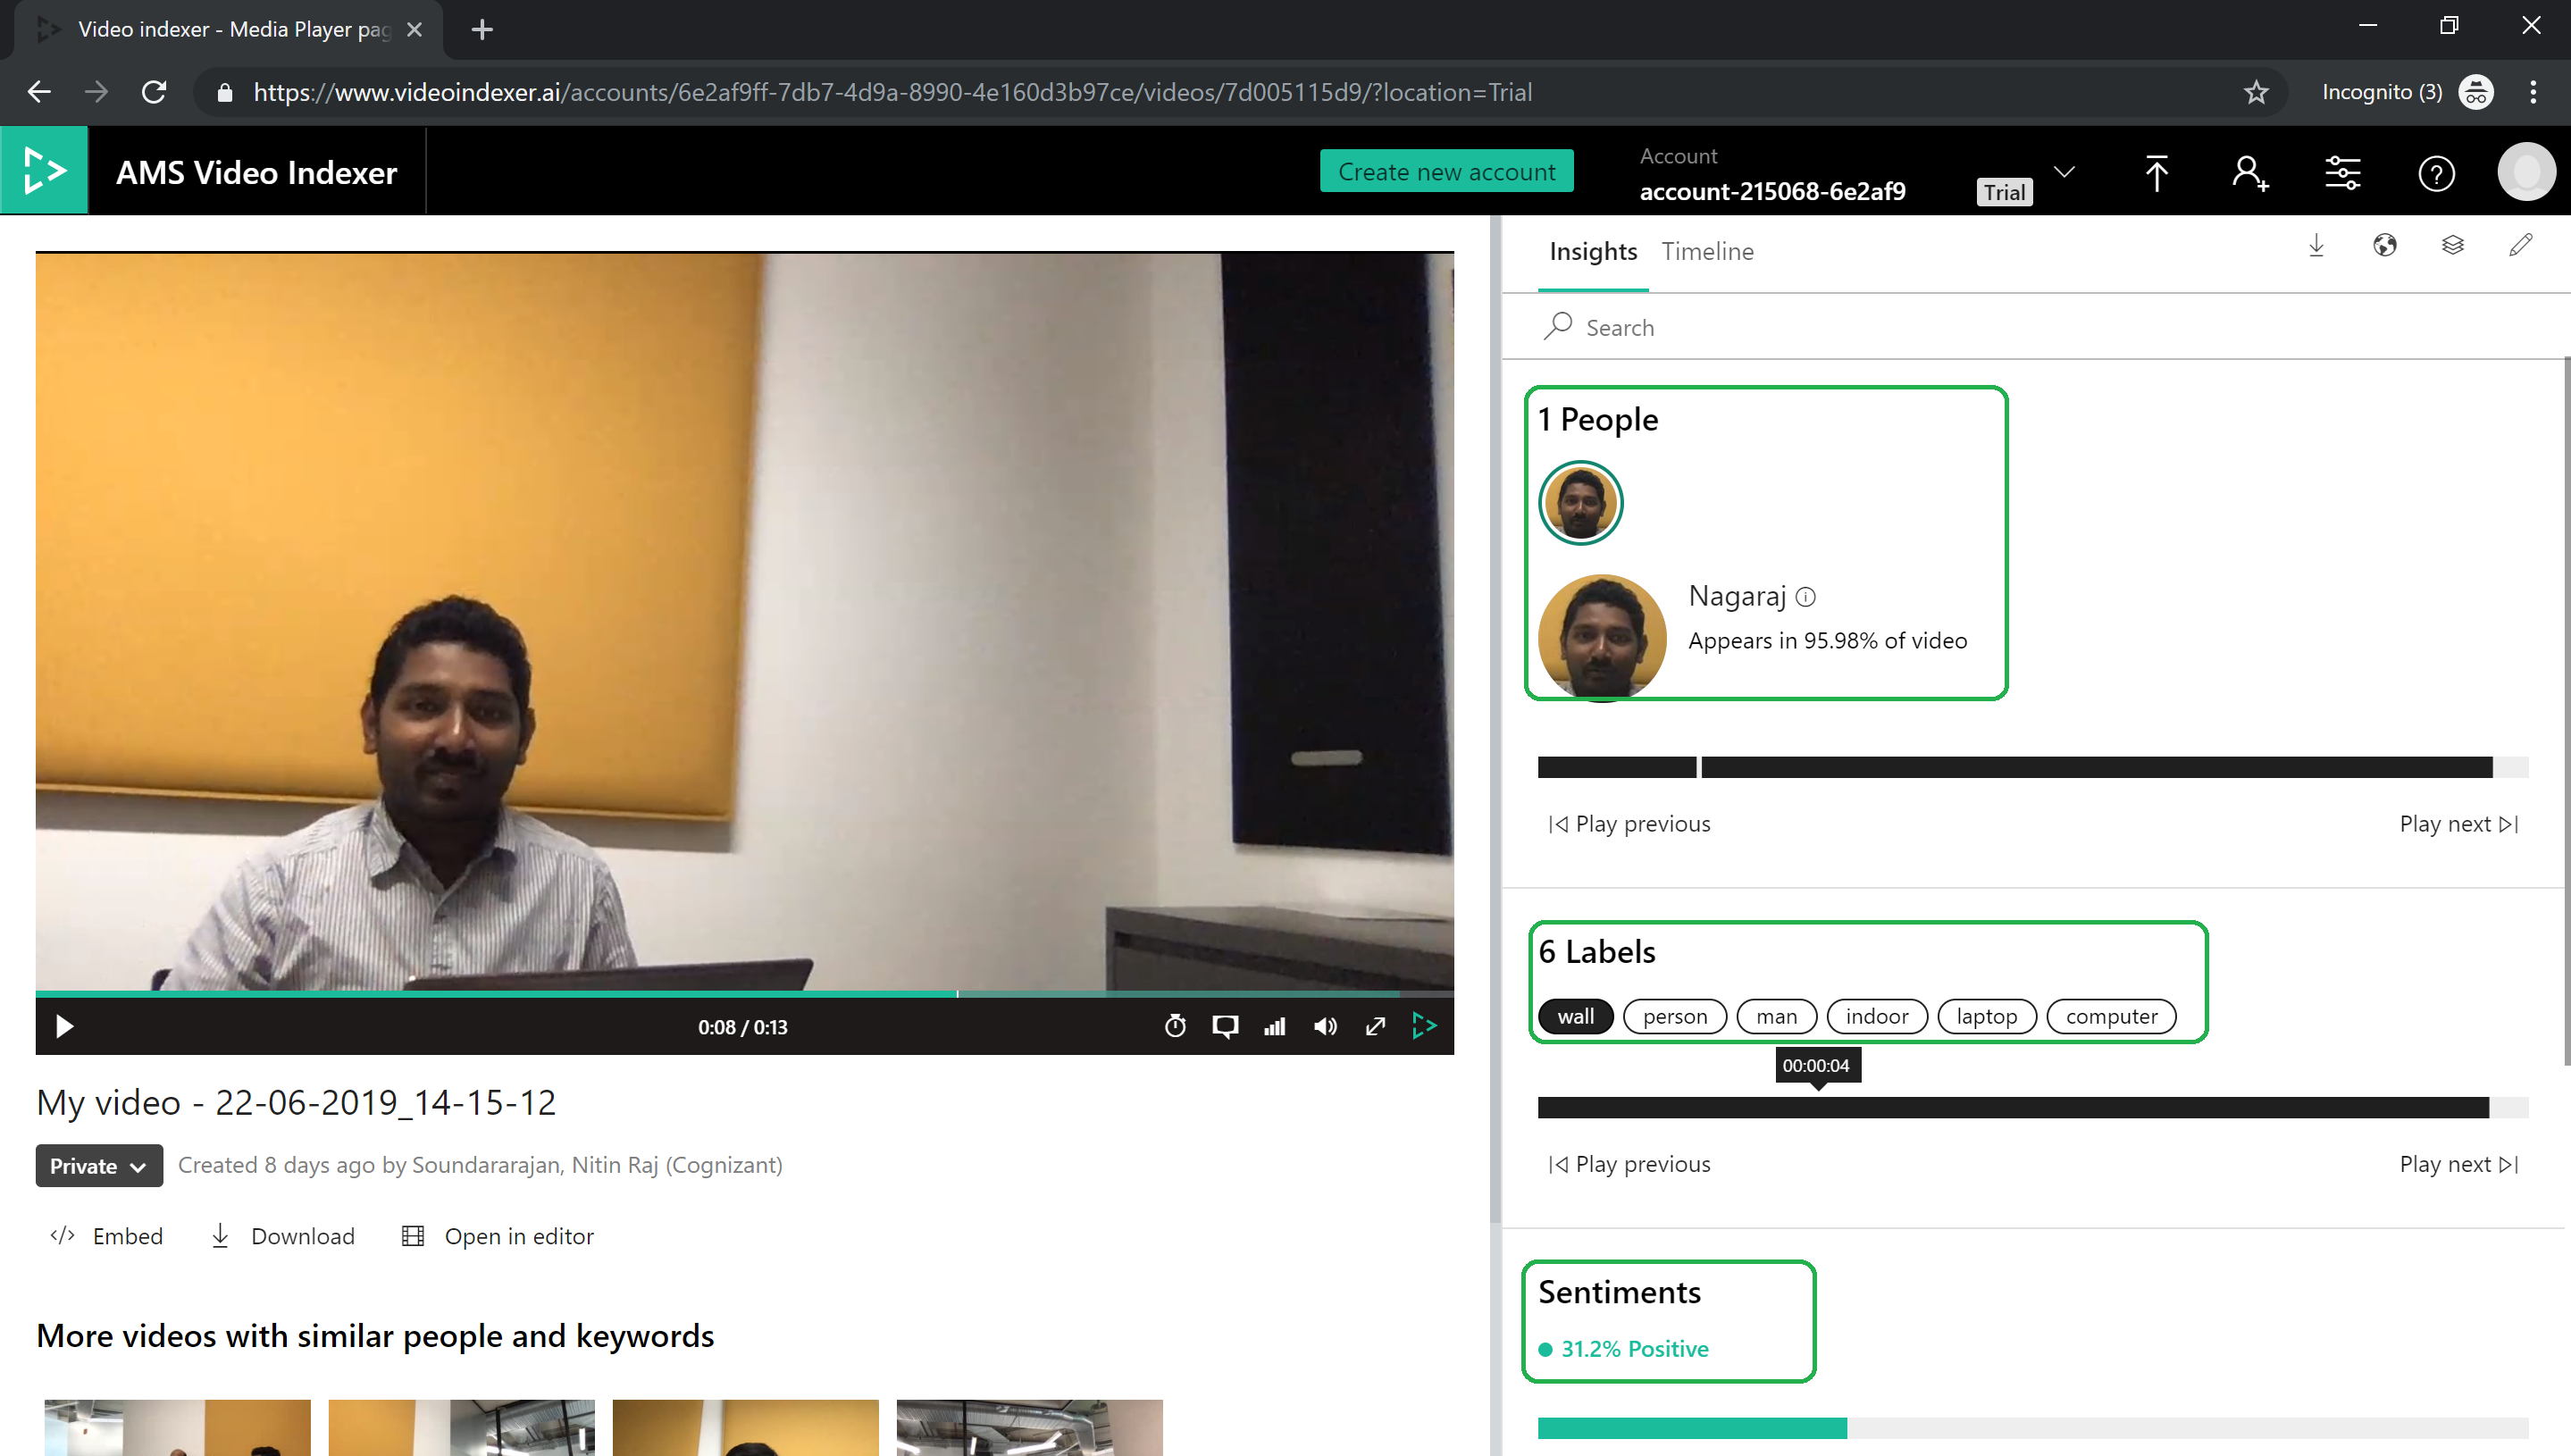 Video indexer - Media Player pag
https://www.videoindexer.ai/accounts/6e2af9ff-7db7-4d9a-8990-4e160d3b97ce/videos/7d005115d9/?location=Trial
Incognito (3)
AMS Video Indexer
Create new account
Account
account-215068-6e2af9
Trial
Insights
Timeline
Search
1 People
Nagaraj
Appears in 95.98% of video
Play previous
Play next
6 Labels
wall person man indoor laptop computer
00:00:04
Play previous
Play next
Sentiments
31.2% Positive
0:08 / 0:13
My video - 22-06-2019_14-15-12
Private
Created 8 days ago by Soundararajan, Nitin Raj (Cognizant)
Embed
Download
Open in editor
More videos with similar people and keywords